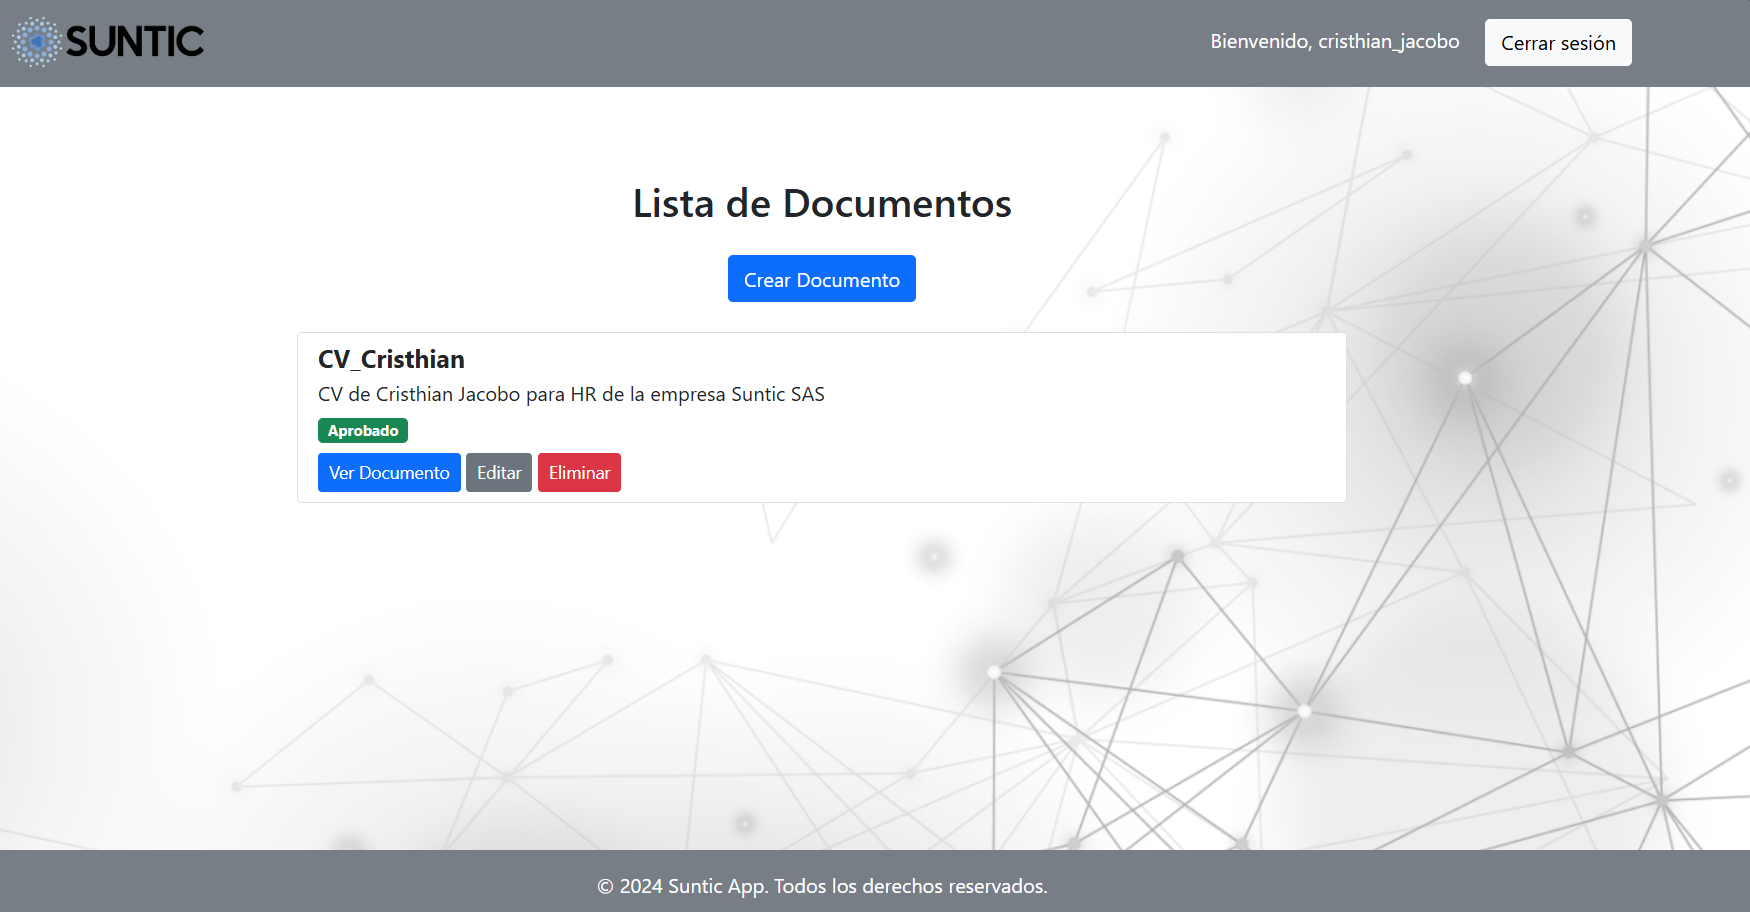 SUNTIC
Bienvenido, cristhian_jacobo
Cerrar sesión
Lista de Documentos
Crear Documento
CV_Cristhian
CV de Cristhian Jacobo para HR de la empresa Suntic SAS
Aprobado
Ver Documento
Editar
Eliminar
© 2024 Suntic App. Todos los derechos reservados.